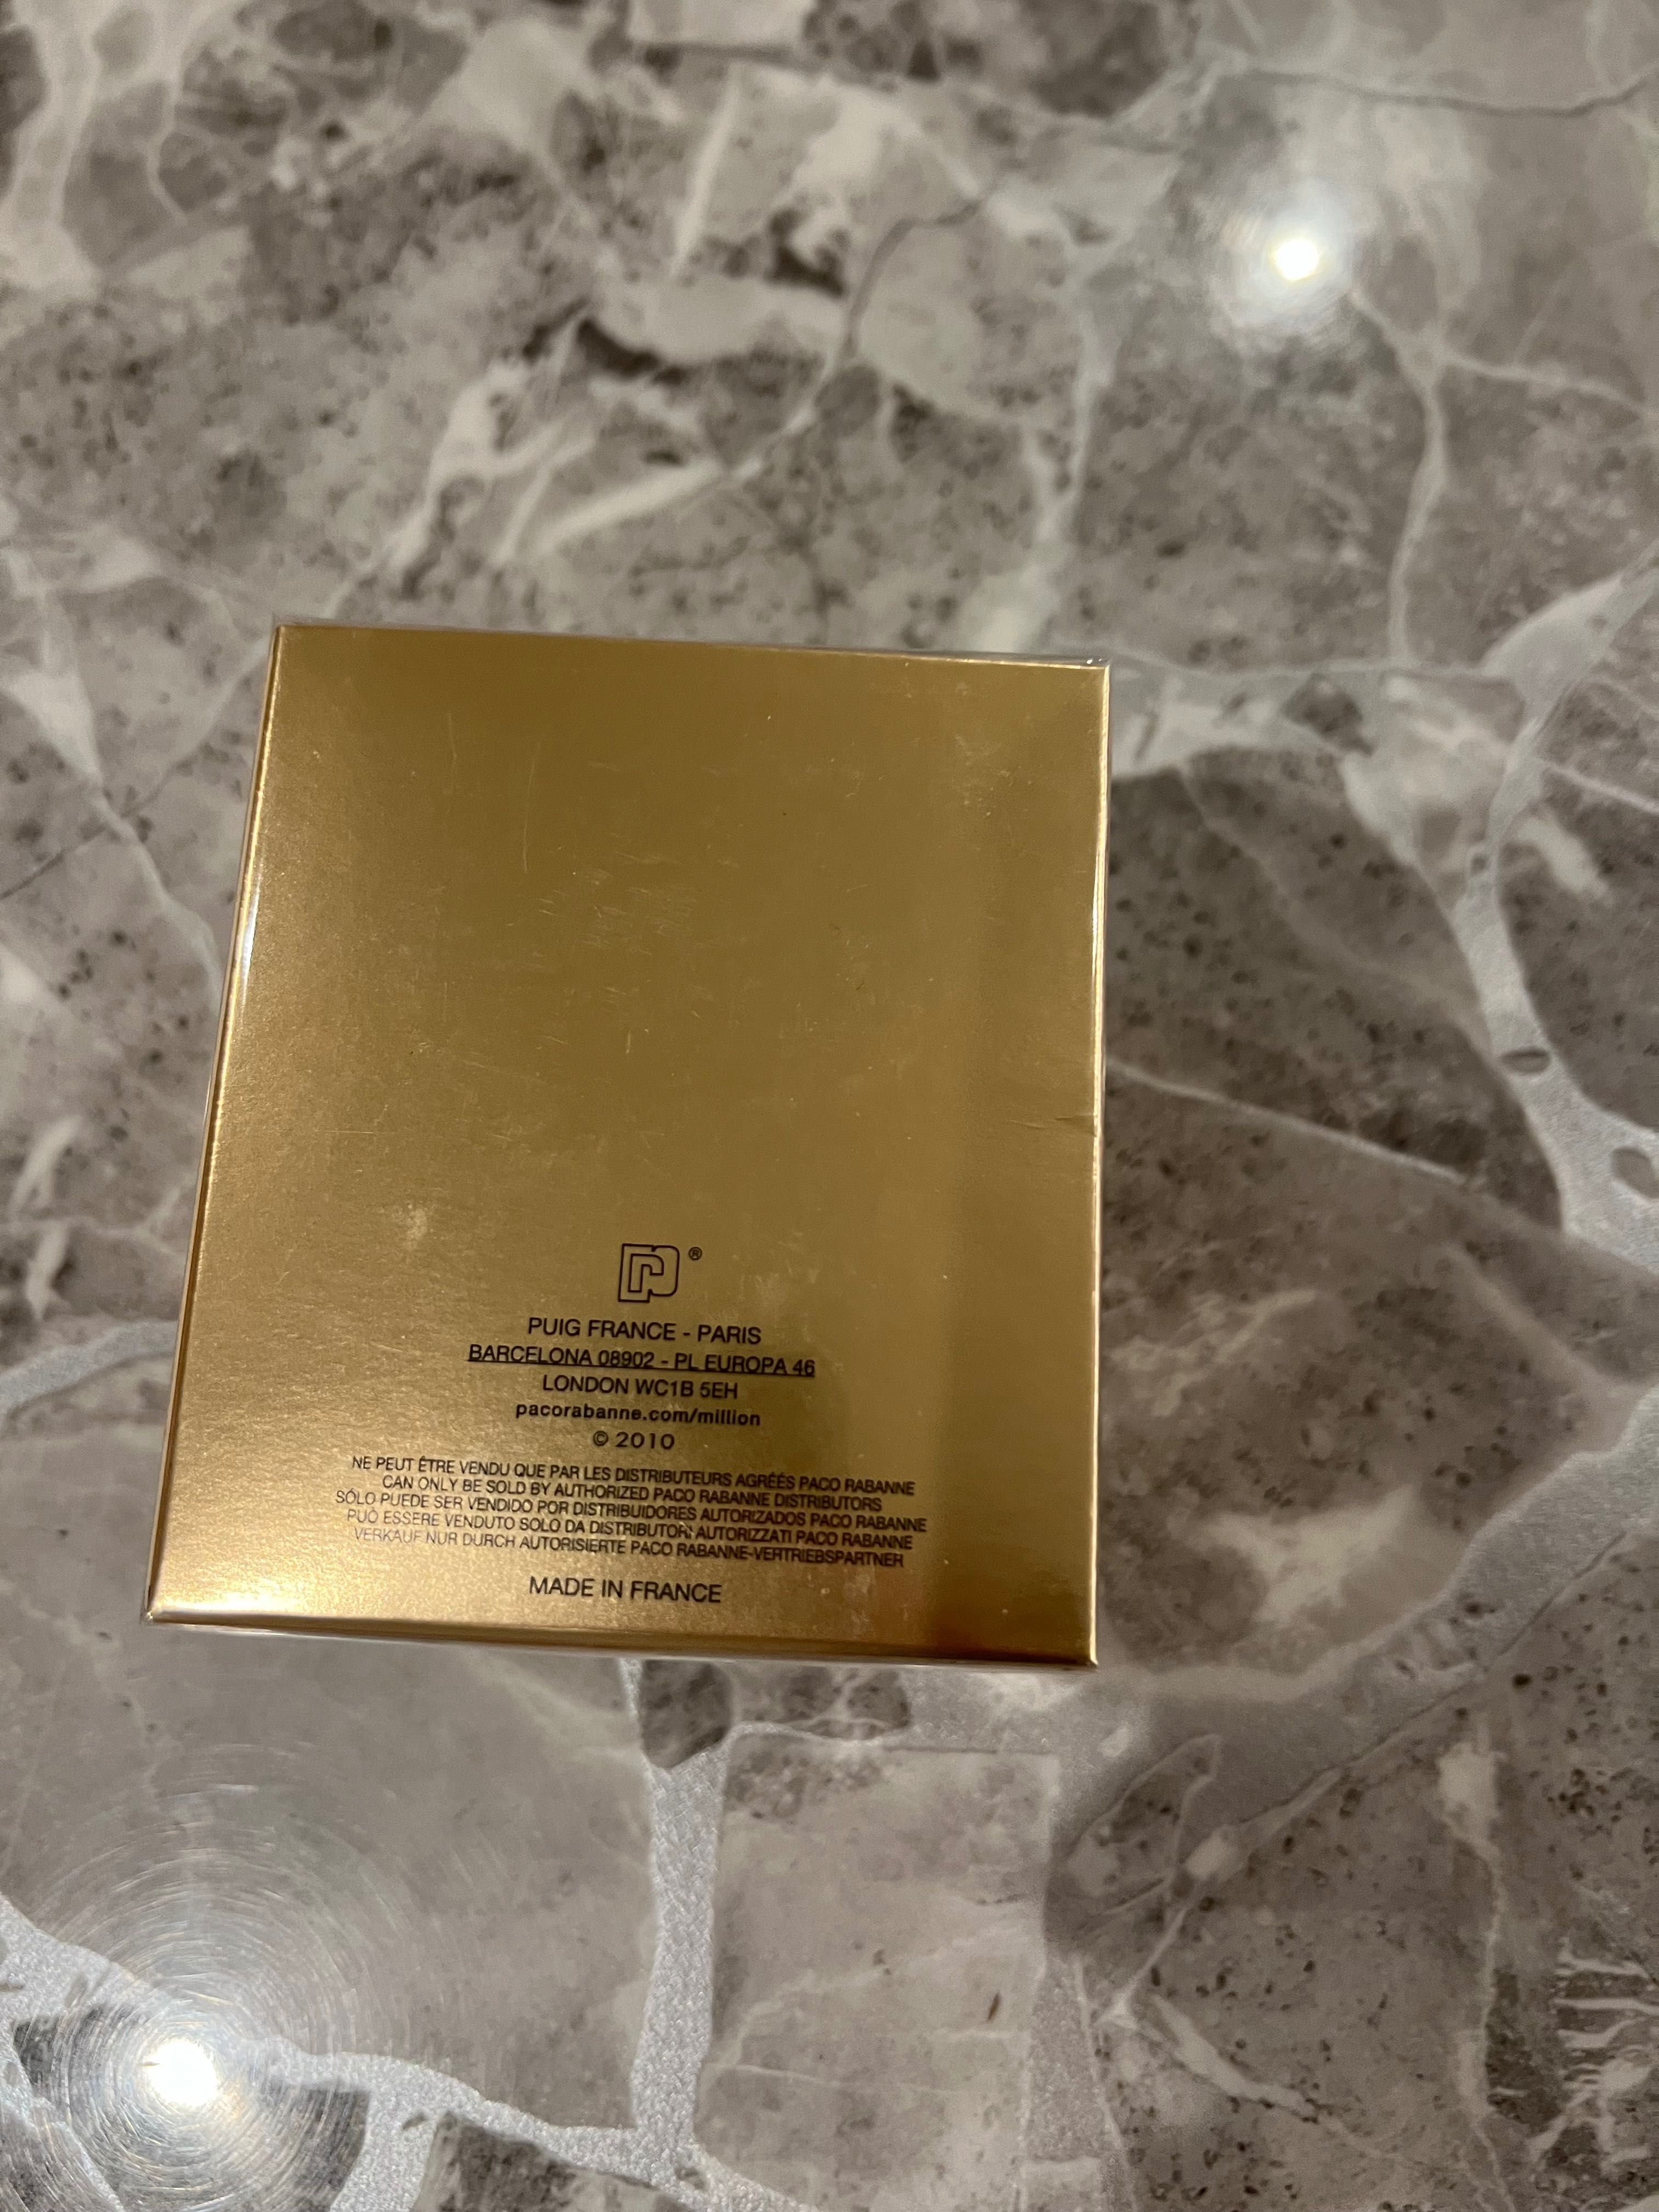 ®
PUIG FRANCE - PARIS
BARCELONA 08902 - PL EUROPA 46
LONDON WC1B 5EH
pacorabanne.com/million
© 2010
NE PEUT ÊTRE VENDU QUE PAR LES DISTRIBUTEURS AGRÉÉS PACO RABANNE
CAN ONLY BE SOLD BY AUTHORIZED PACO RABANNE DISTRIBUTORS
SÓLO PUEDE SER VENDIDO POR DISTRIBUIDORES AUTORIZADOS PACO RABANNE
PUÒ ESSERE VENDUTO SOLO DA DISTRIBUTORI AUTORIZZATI PACO RABANNE
VERKAUF NUR DURCH AUTORISIERTE PACO RABANNE-VERTRIEBSPARTNER
MADE IN FRANCE